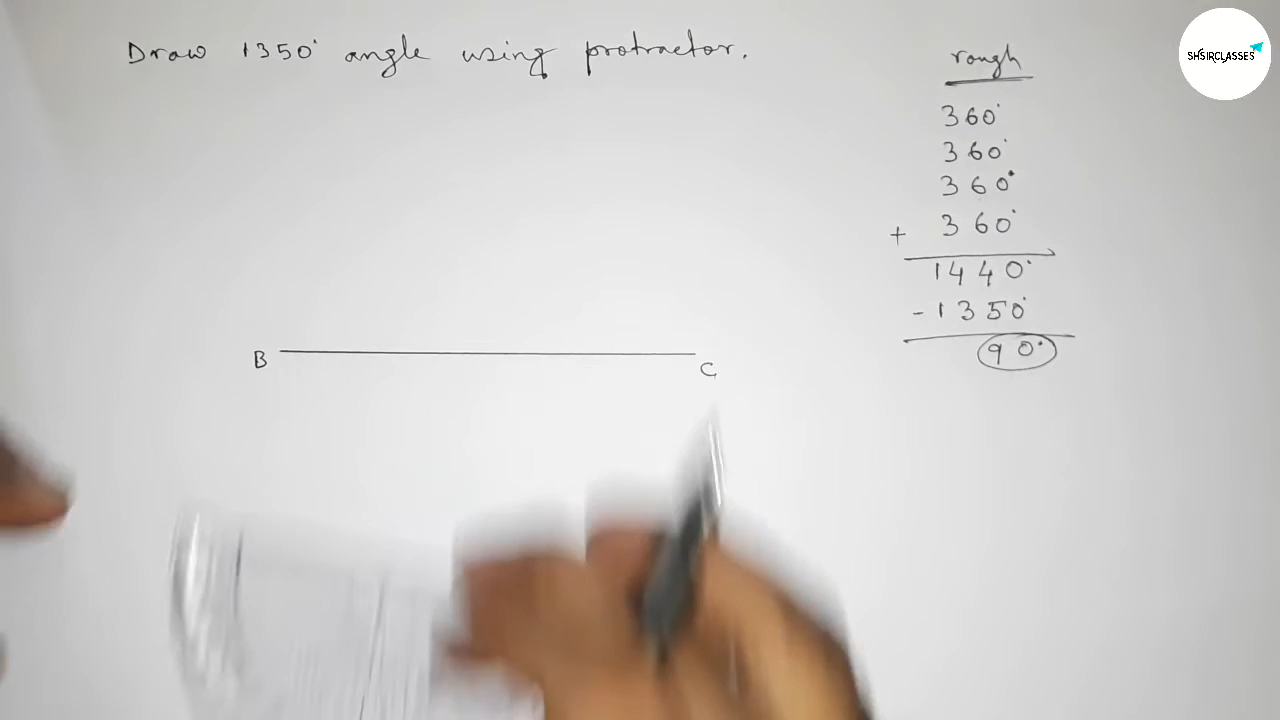 Draw 1350° angle using protractor.
SHSIRCLASSES
rough
360°
360°
360°
+ 360°
1440°
-1350°
90°
B
C